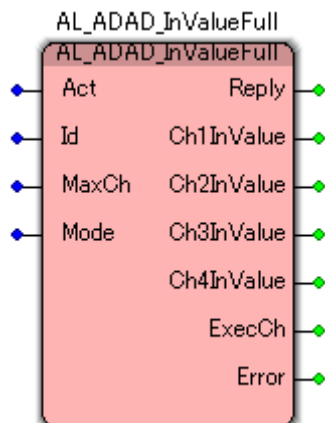 AL_ADAD_InValueFull
AL_ADAD_InValueFull
Act Reply
Id Ch1InValue
MaxCh Ch2InValue
Mode Ch3InValue
Ch4InValue
ExecCh
Error